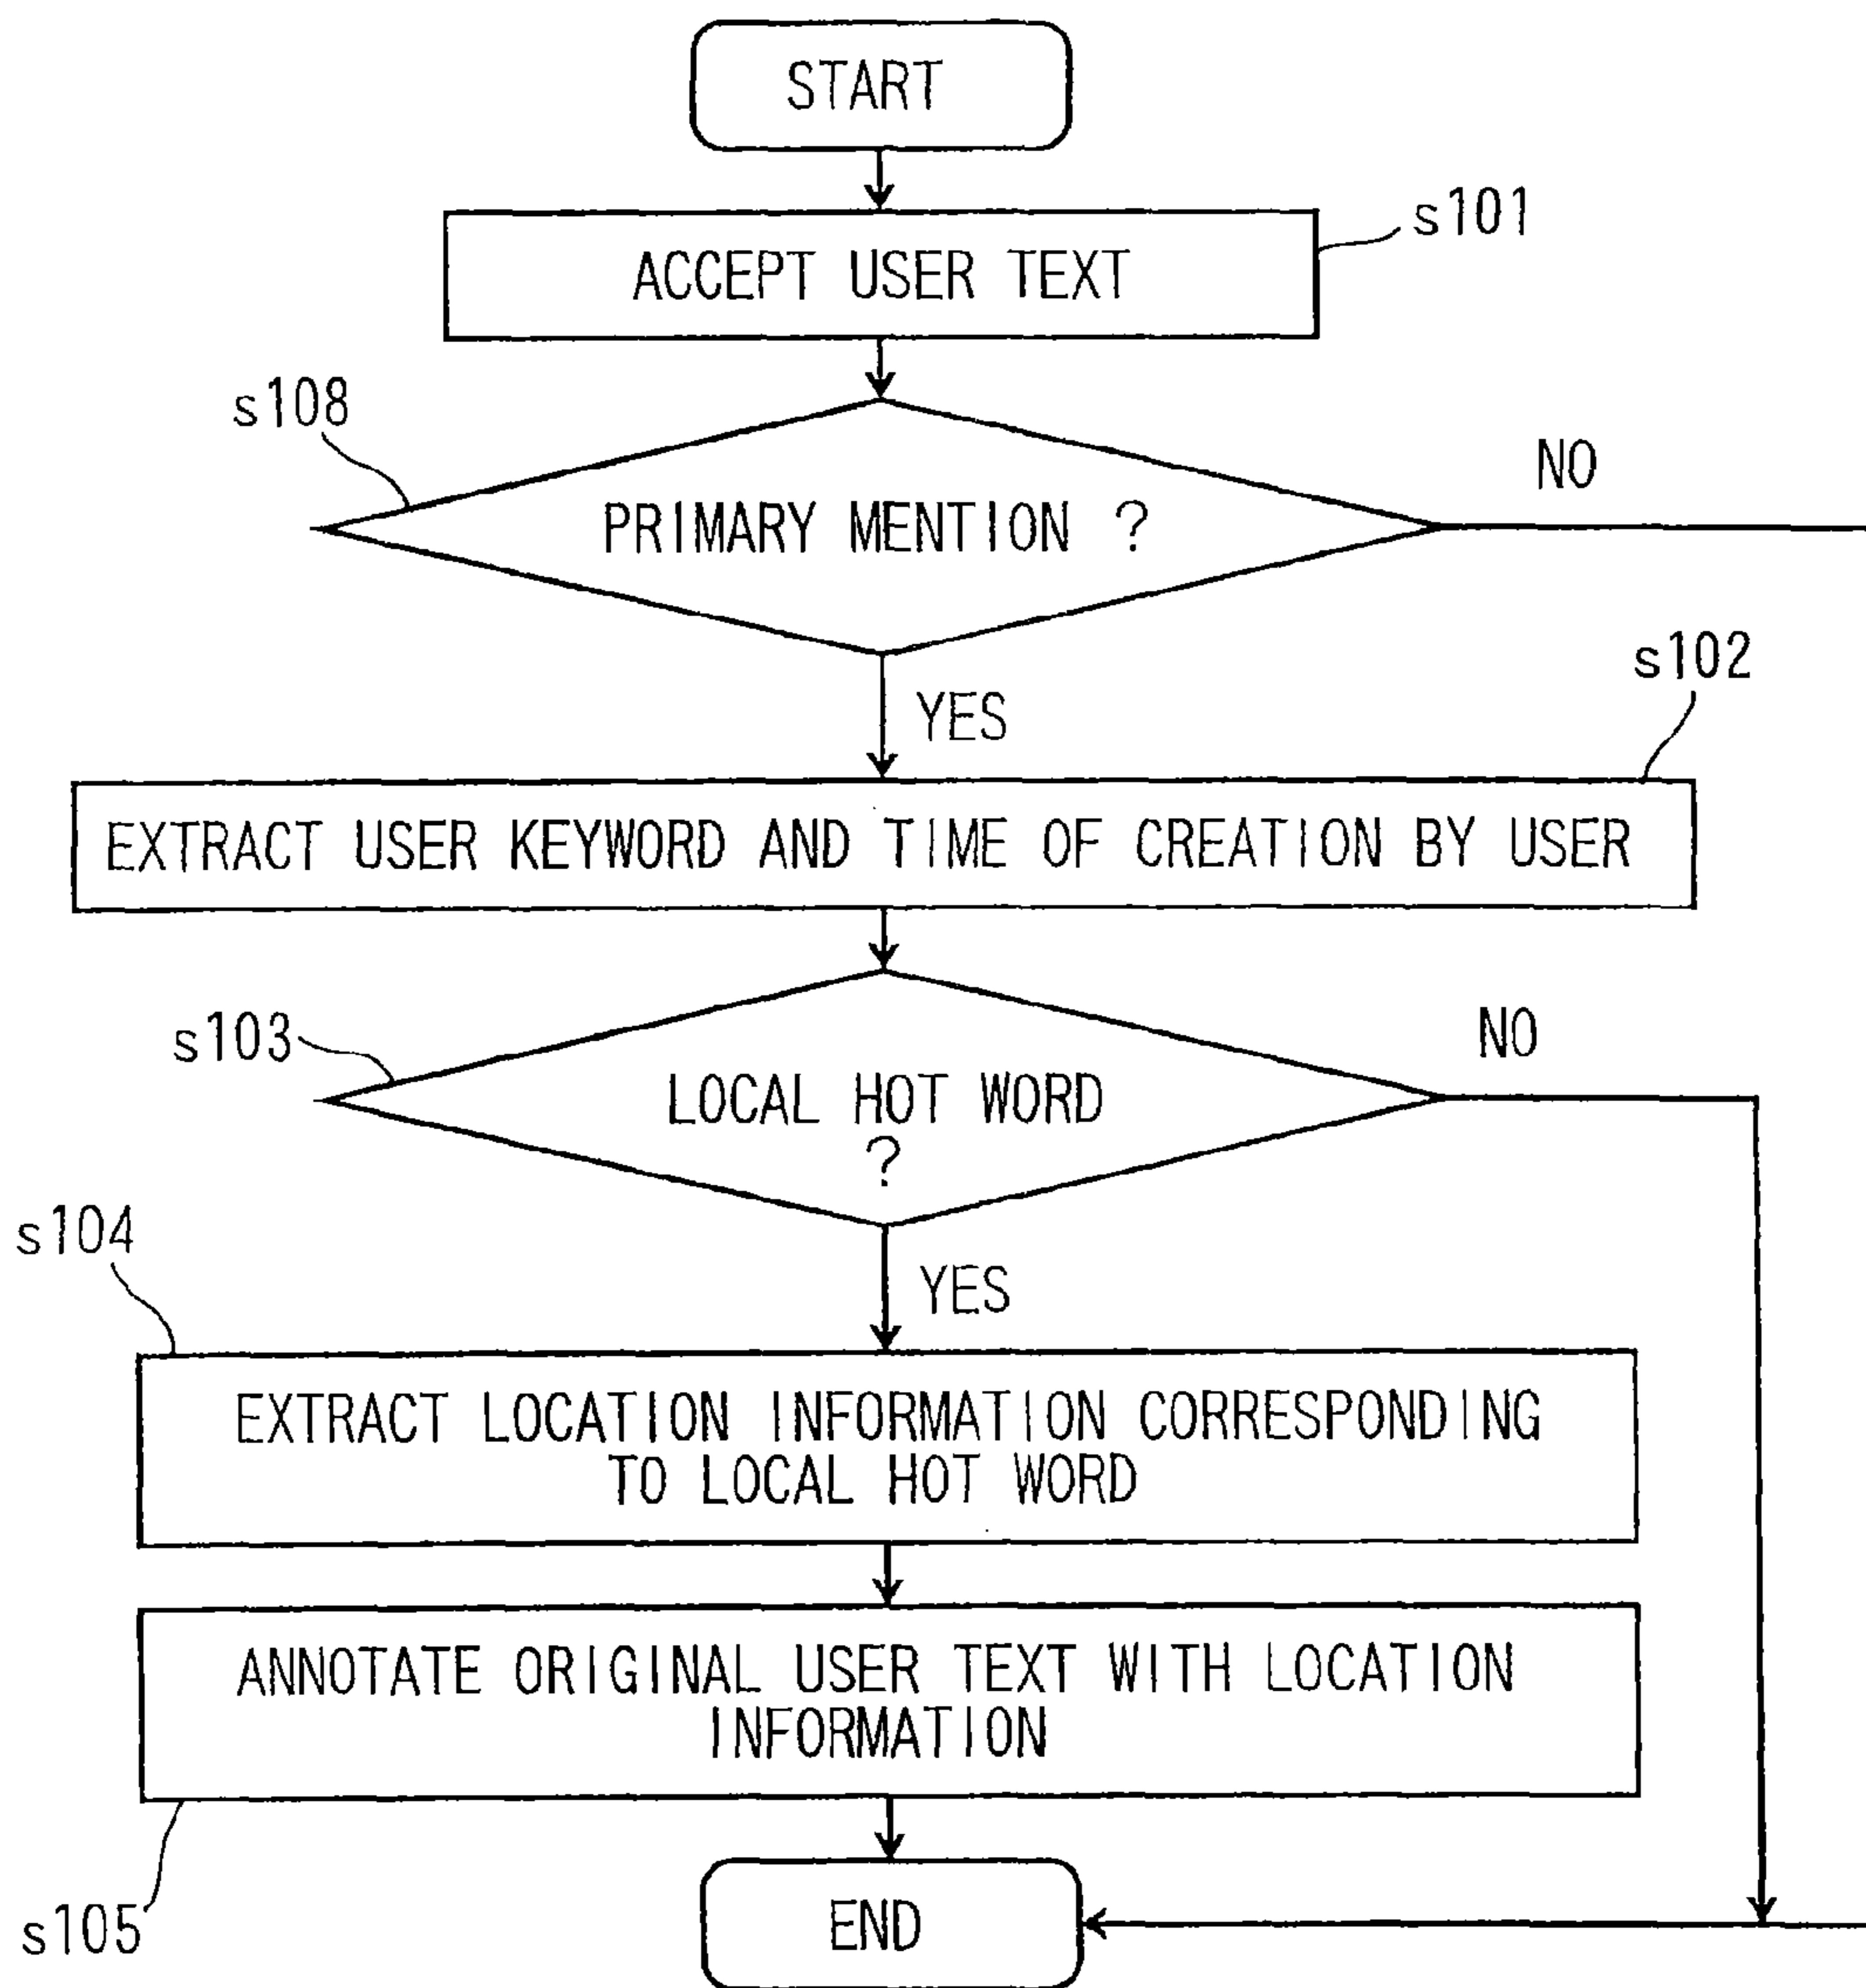 START
s101
ACCEPT USER TEXT
s108
NO
PRIMARY MENTION ?
s102
YES
EXTRACT USER KEYWORD AND TIME OF CREATION BY USER
s103
NO
LOCAL HOT WORD
?
s104
YES
EXTRACT LOCATION INFORMATION CORRESPONDING
TO LOCAL HOT WORD
ANNOTATE ORIGINAL USER TEXT WITH LOCATION
INFORMATION
s105
END